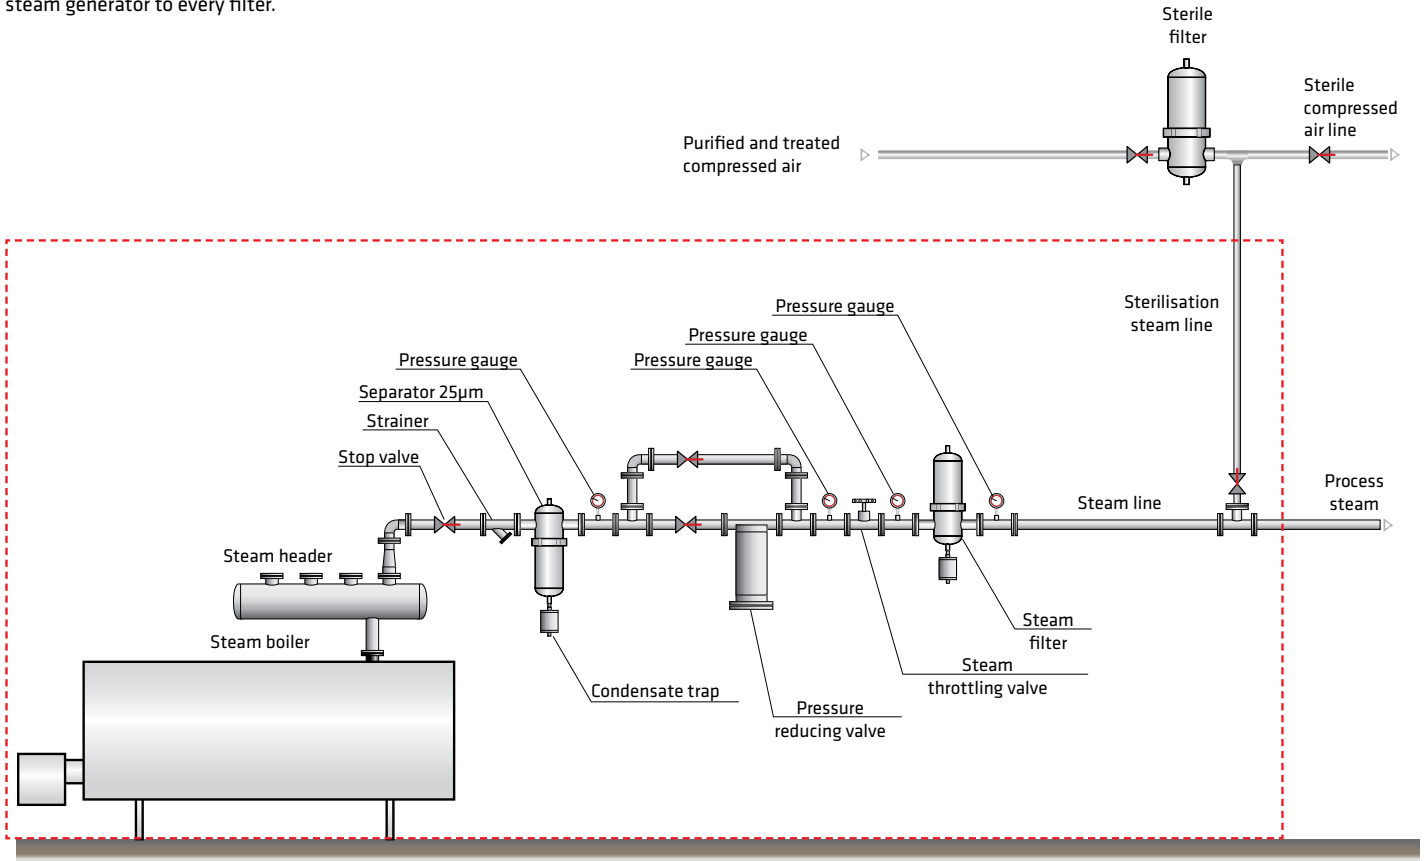 steam generator to every filter.
Sterile
filter
Sterile
compressed
air line
Purified and treated
compressed air
Sterilisation
steam line
Pressure gauge
Pressure gauge
Pressure gauge
Pressure gauge
Separator 25µm
Strainer
Stop valve
Process
steam
Steam line
Steam header
Steam boiler
Steam
filter
Steam
throttling valve
Condensate trap
Pressure
reducing valve